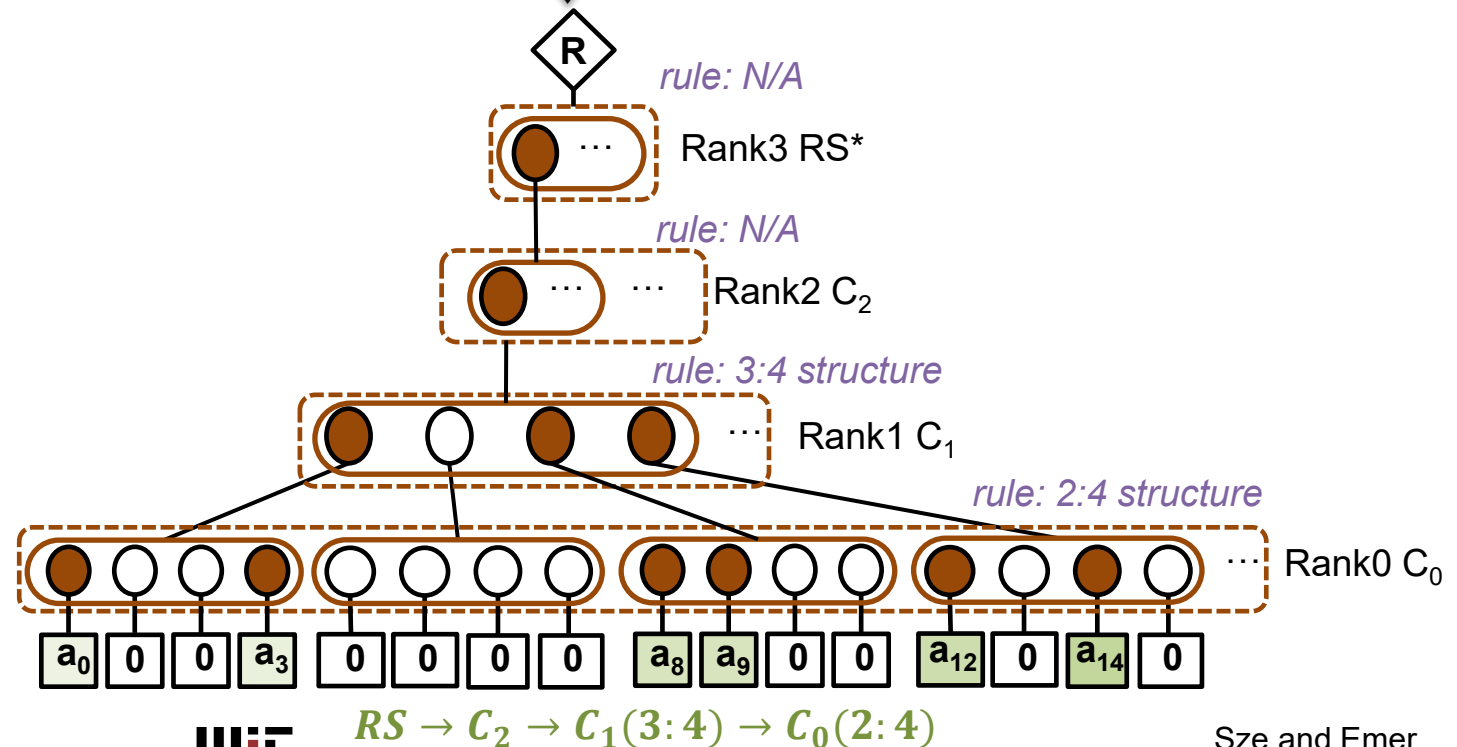 R
rule: N/A
... Rank3 RS*
rule: N/A
... ... Rank2 C₂
rule: 3:4 structure
... Rank1 C₁
rule: 2:4 structure
... Rank0 C₀
a₀ 0 0 a₃ 0 0 0 0 a₈ a₉ 0 0 a₁₂ 0 a₁₄ 0
RS → C₂ → C₁(3:4) → C₀(2:4)
Sze and Emer